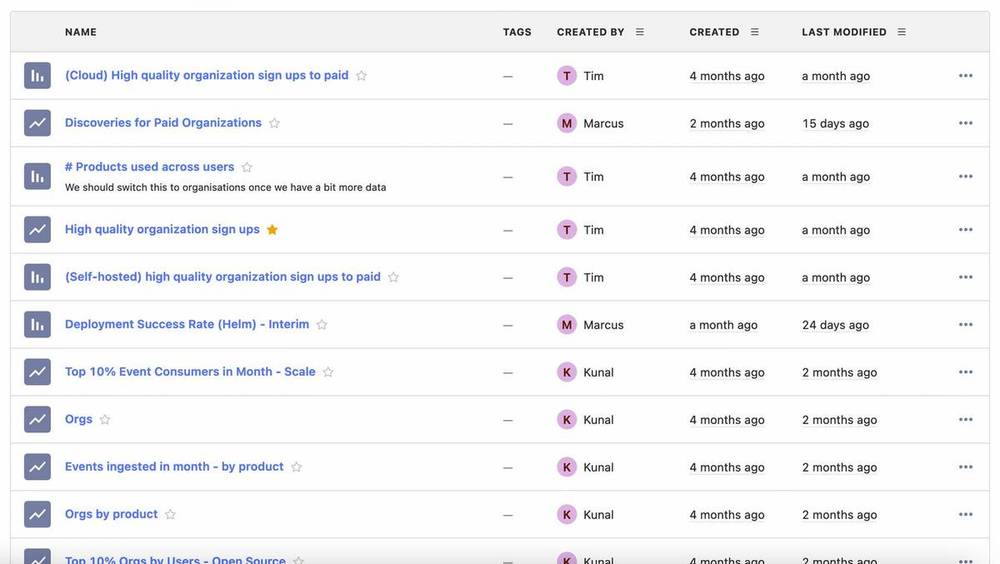 NAME TAGS CREATED BY CREATED LAST MODIFIED
(Cloud) High quality organization sign ups to paid — T Tim 4 months ago a month ago
Discoveries for Paid Organizations — M Marcus 2 months ago 15 days ago
# Products used across users — T Tim 4 months ago a month ago
We should switch this to organisations once we have a bit more data
High quality organization sign ups — T Tim 4 months ago a month ago
(Self-hosted) high quality organization sign ups to paid — T Tim 4 months ago a month ago
Deployment Success Rate (Helm) - Interim — M Marcus a month ago 24 days ago
Top 10% Event Consumers in Month - Scale — K Kunal 4 months ago 2 months ago
Orgs — K Kunal 4 months ago 2 months ago
Events ingested in month - by product — K Kunal 4 months ago 2 months ago
Orgs by product — K Kunal 4 months ago 2 months ago
Top 10% Orgs by Users - Open Source — K Kunal 4 months ago 2 months ago